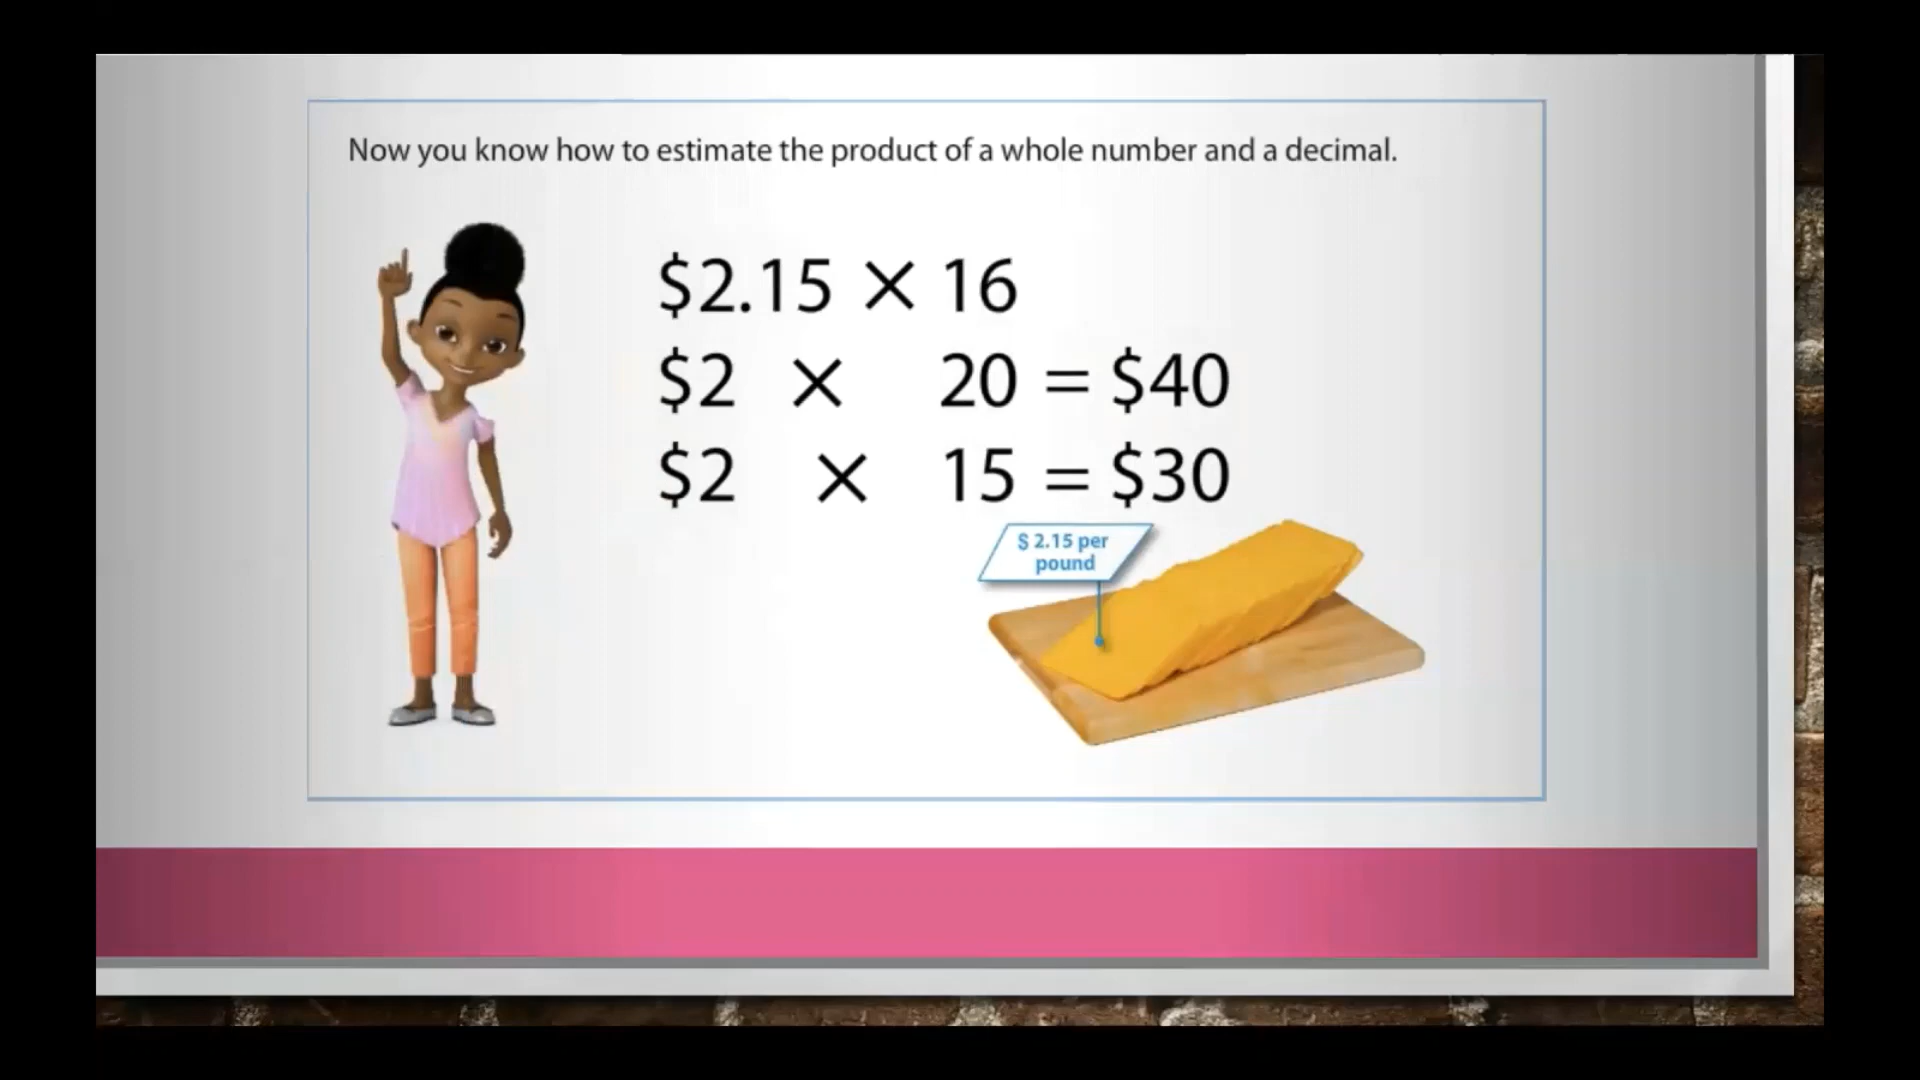 Now you know how to estimate the product of a whole number and a decimal.
$2.15 × 16
$2 × 20 = $40
$2 × 15 = $30
$ 2.15 per
pound